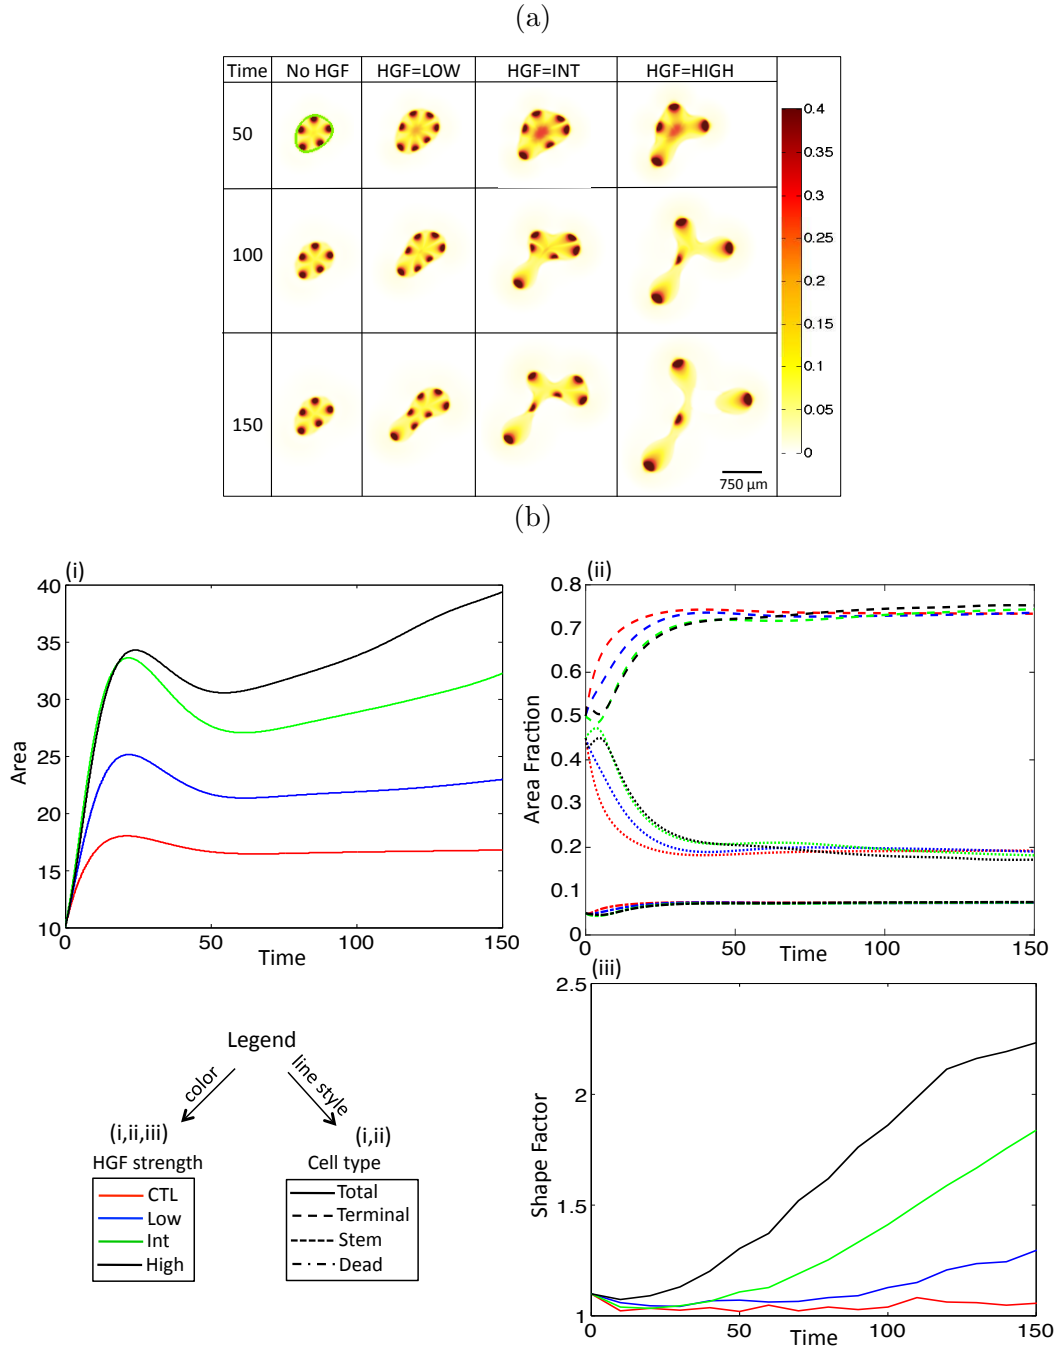 (a)
Time No HGF HGF=LOW HGF=INT HGF=HIGH
50
100
150
0.4
0.35
0.3
0.25
0.2
0.15
0.1
0.05
0
750 µm
(b)
(i)
40
35
30
25
20
15
10
Area
0 50 100 150
Time
(ii)
0.8
0.7
0.6
0.5
0.4
0.3
0.2
0.1
0
Area Fraction
0 50 100 150
Time
Legend
color
line style
(i,ii,iii)
HGF strength
CTL
Low
Int
High
(i,ii)
Cell type
Total
Terminal
Stem
Dead
(iii)
2.5
2
1.5
1
Shape Factor
0 50 100 150
Time